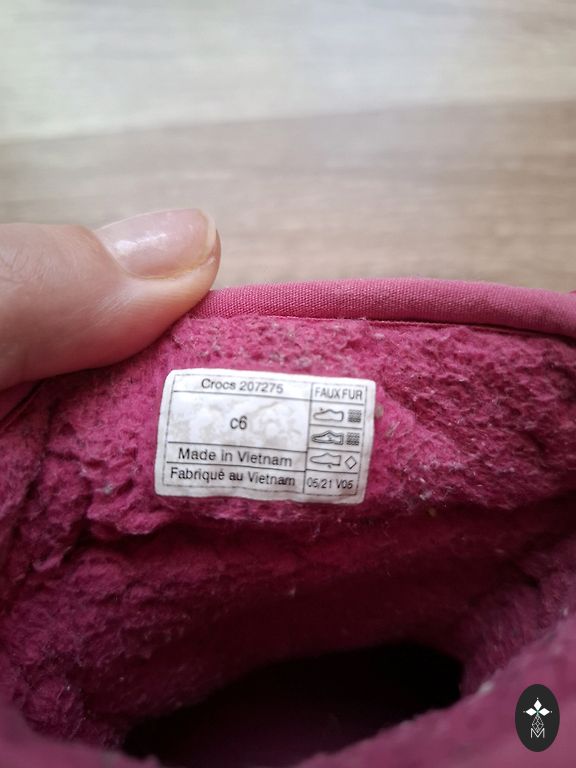 Crocs 207275
FAUX FUR
c6
Made in Vietnam
Fabriqué au Vietnam
05/21 V05
M